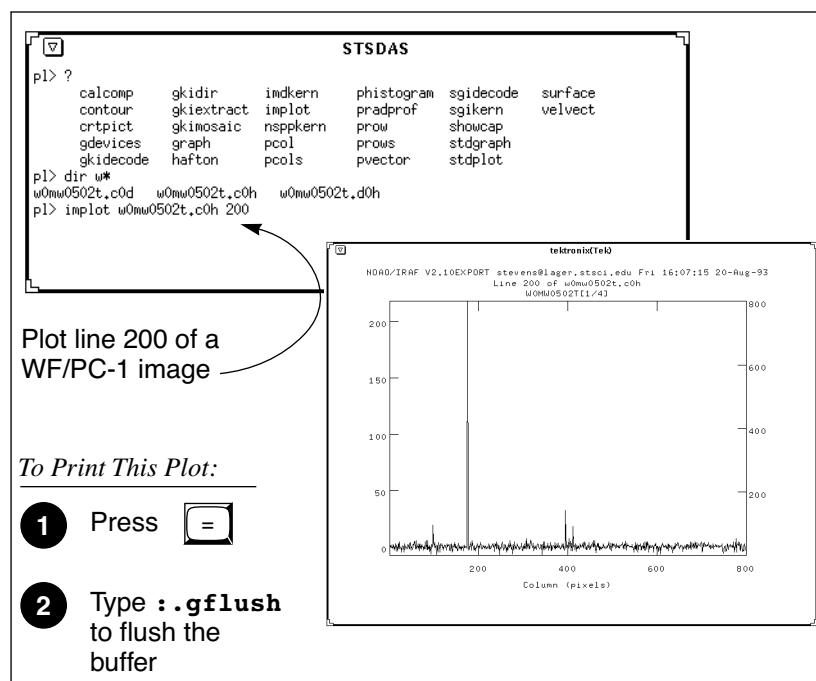 STSDAS
pl> ?
calcomp gkidir imdkern phistogram sgidecode surface
contour gkiextract implot pradprof sgikern velvect
crtpict gkimosaic nsppkern prow showcap
gdevices graph pcol prows stdgraph
gkidecode hafton pcols pvector stdplot
pl> dir w*
w0mw0502t.c0d w0mw0502t.c0h w0mw0502t.d0h
pl> implot w0mw0502t.c0h 200
Plot line 200 of a
WF/PC-1 image
tektronix(Tek)
NOAO/IRAF V2.10EXPORT stevens@lager.stsci.edu Fri 16:07:15 20-Aug-93
Line 200 of w0mw0502t.c0h
W0MW0502T[1/4]
200
150
100
50
0
800
600
400
200
200 400 600 800
Column (pixels)
To Print This Plot:
1 Press =
2 Type :.gflush
to flush the
buffer